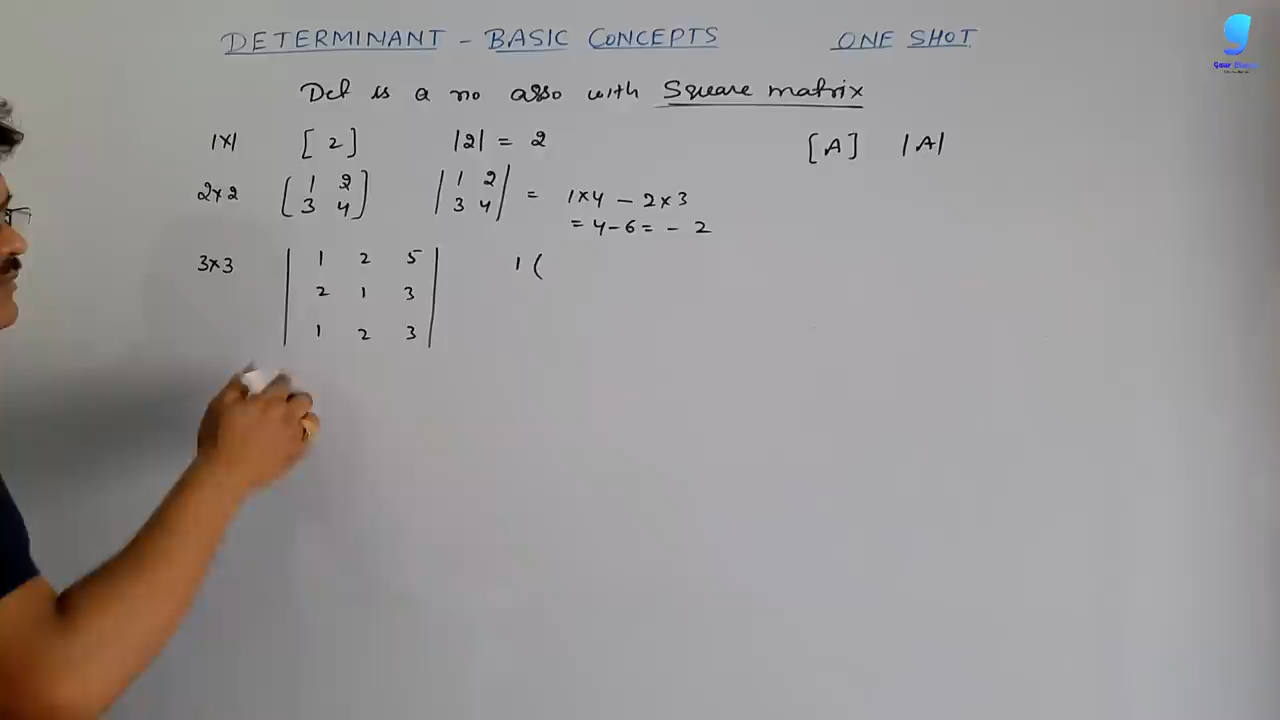 DETERMINANT - BASIC CONCEPTS ONE SHOT
Det is a no asso with Square matrix
1×1 [ 2 ] |2| = 2 [A] |A|
2×2 [ 1 2 | 1 2 | = 1×4 - 2×3
3 4 ] 3 4 | = 4-6 = - 2
3×3 | 1 2 5 | 1 (
2 1 3
1 2 3